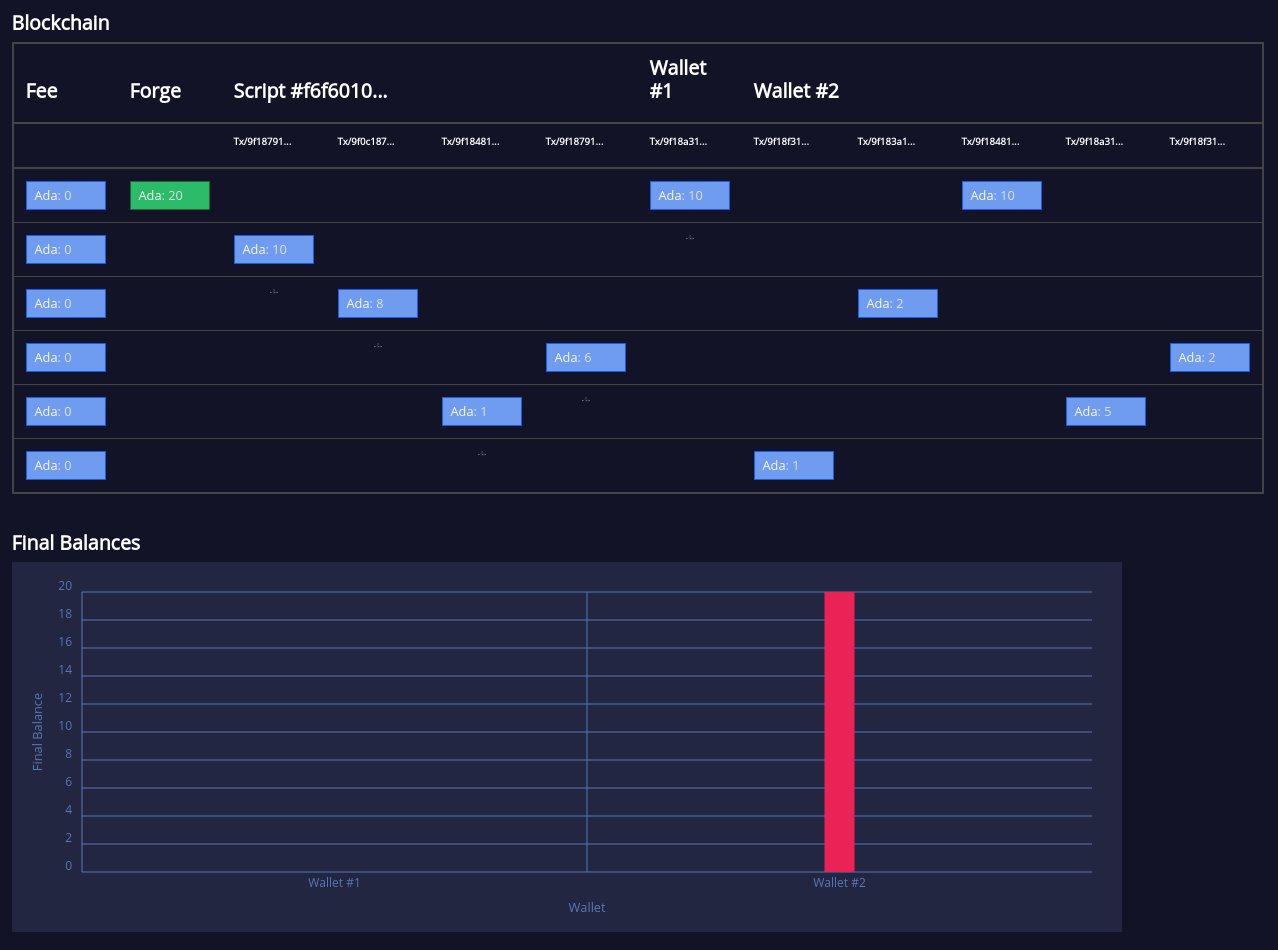 Blockchain
Fee Forge Script #f6f6010... Wallet #1 Wallet #2
Tx/9f18791... Tx/9f0c187... Tx/9f18481... Tx/9f18791... Tx/9f18a31... Tx/9f18f31... Tx/9f183a1... Tx/9f18481... Tx/9f18a31... Tx/9f18f31...
Ada: 0 Ada: 20 Ada: 10 Ada: 10
Ada: 0 Ada: 10
Ada: 0 Ada: 8 Ada: 2
Ada: 0 Ada: 6 Ada: 2
Ada: 0 Ada: 1 Ada: 5
Ada: 0 Ada: 1
Final Balances
20
18
16
14
12
10
8
6
4
2
0
Final Balance
Wallet #1 Wallet #2
Wallet